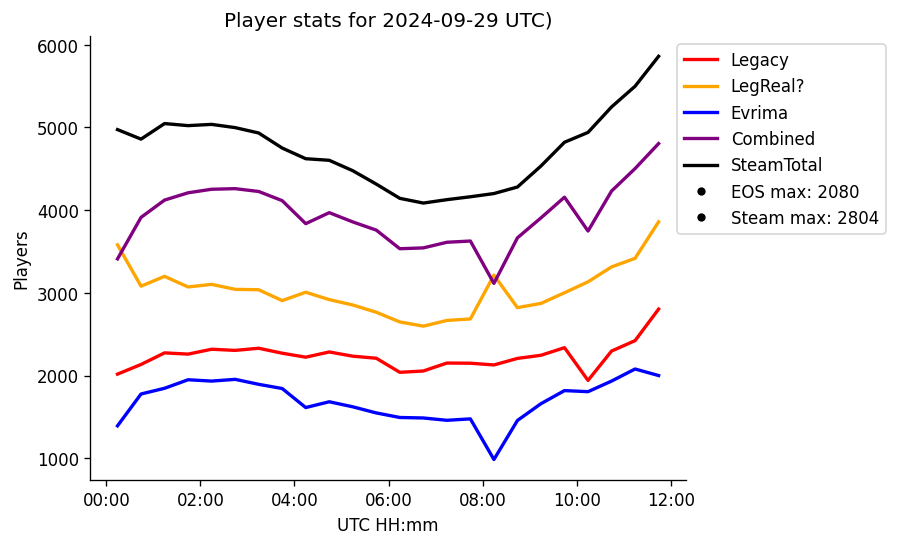 Player stats for 2024-09-29 UTC)
6000
5000
4000
3000
2000
1000
Players
00:00
02:00
04:00
06:00
08:00
10:00
12:00
UTC HH:mm
Legacy
LegReal?
Evrima
Combined
SteamTotal
EOS max: 2080
Steam max: 2804